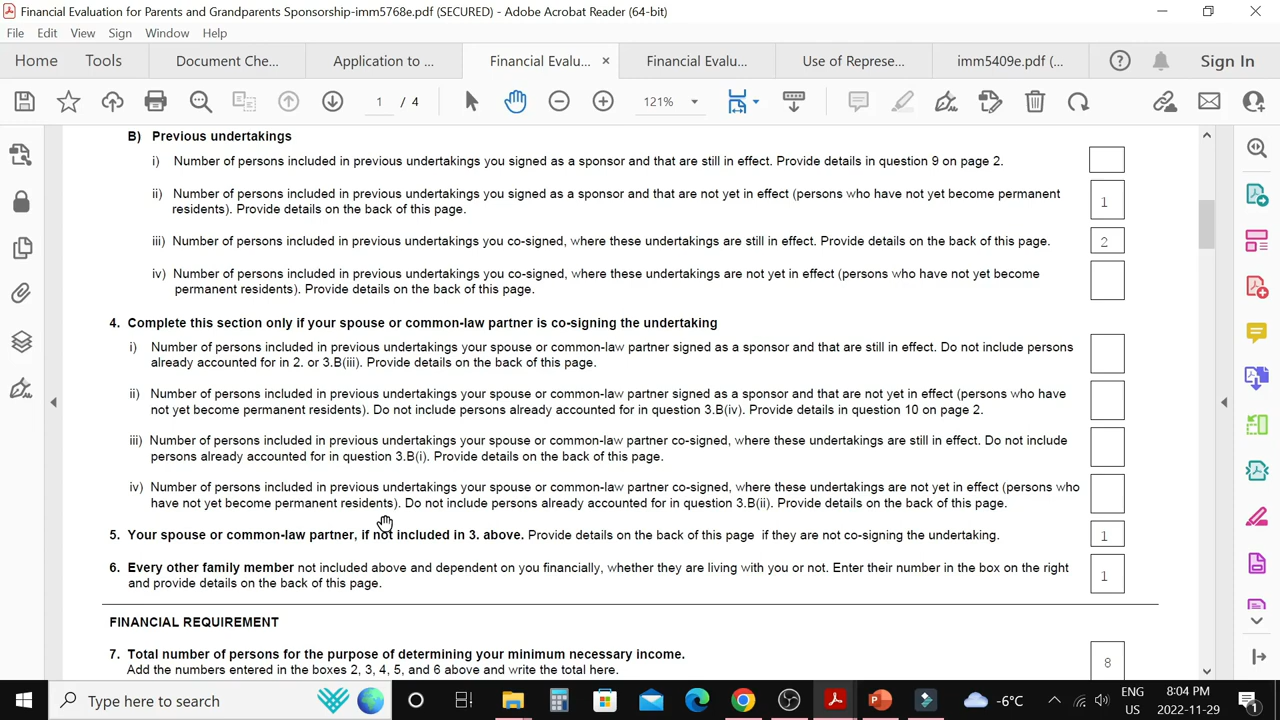 Financial Evaluation for Parents and Grandparents Sponsorship-imm5768e.pdf (SECURED) - Adobe Acrobat Reader (64-bit)
File Edit View Sign Window Help
Home Tools Document Che... Application to ... Financial Evalu... × Financial Evalu... Use of Represe... imm5409e.pdf (... Sign In
1 / 4 121%
B) Previous undertakings
i) Number of persons included in previous undertakings you signed as a sponsor and that are still in effect. Provide details in question 9 on page 2.
ii) Number of persons included in previous undertakings you signed as a sponsor and that are not yet in effect (persons who have not yet become permanent
residents). Provide details on the back of this page. 1
iii) Number of persons included in previous undertakings you co-signed, where these undertakings are still in effect. Provide details on the back of this page. 2
iv) Number of persons included in previous undertakings you co-signed, where these undertakings are not yet in effect (persons who have not yet become
permanent residents). Provide details on the back of this page.
4. Complete this section only if your spouse or common-law partner is co-signing the undertaking
i) Number of persons included in previous undertakings your spouse or common-law partner signed as a sponsor and that are still in effect. Do not include persons
already accounted for in 2. or 3.B(iii). Provide details on the back of this page.
ii) Number of persons included in previous undertakings your spouse or common-law partner signed as a sponsor and that are not yet in effect (persons who have
not yet become permanent residents). Do not include persons already accounted for in question 3.B(iv). Provide details in question 10 on page 2.
iii) Number of persons included in previous undertakings your spouse or common-law partner co-signed, where these undertakings are still in effect. Do not include
persons already accounted for in question 3.B(i). Provide details on the back of this page.
iv) Number of persons included in previous undertakings your spouse or common-law partner co-signed, where these undertakings are not yet in effect (persons who
have not yet become permanent residents). Do not include persons already accounted for in question 3.B(ii). Provide details on the back of this page.
5. Your spouse or common-law partner, if not included in 3. above. Provide details on the back of this page if they are not co-signing the undertaking. 1
6. Every other family member not included above and dependent on you financially, whether they are living with you or not. Enter their number in the box on the right
and provide details on the back of this page. 1
FINANCIAL REQUIREMENT
7. Total number of persons for the purpose of determining your minimum necessary income.
Add the numbers entered in the boxes 2, 3, 4, 5, and 6 above and write the total here. 8
Type here to search -6°C ENG 8:04 PM
US 2022-11-29 1